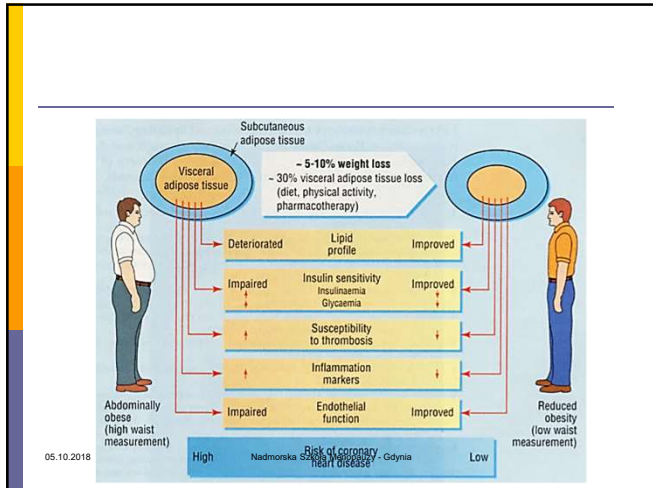 Subcutaneous
adipose tissue
Visceral
adipose tissue
~ 5-10% weight loss
~ 30% visceral adipose tissue loss
(diet, physical activity,
pharmacotherapy)
Deteriorated Lipid Improved
profile
Impaired Insulin sensitivity Improved
Insulinaemia
Glycaemia
Susceptibility
to thrombosis
Inflammation
markers
Impaired Endothelial Improved
function
Abdominally
obese
(high waist
measurement)
Reduced
obesity
(low waist
measurement)
High Risk of coronary Low
heart disease
05.10.2018 Nadmorska Szkoła Menopauzy - Gdynia